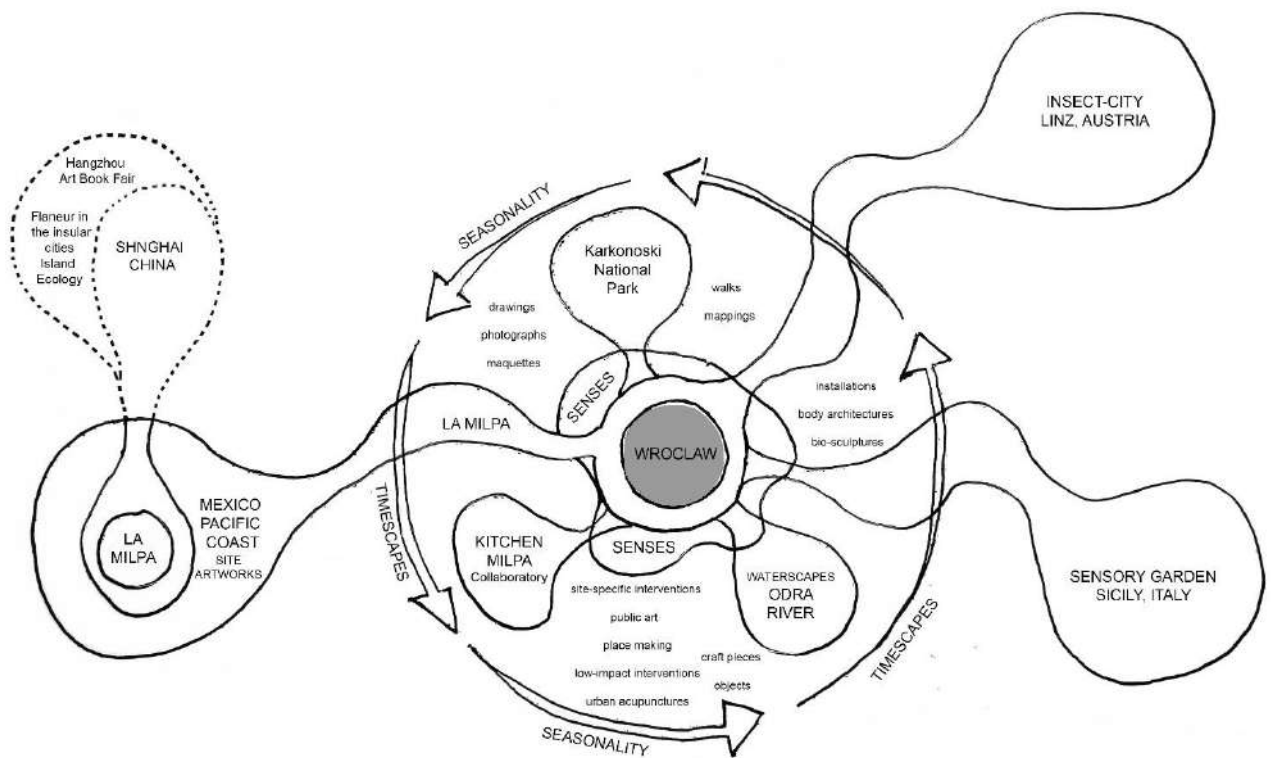 INSECT-CITY
LINZ, AUSTRIA
Hangzhou
Art Book Fair
Flaneur in
the insular
cities
Island
Ecology
SHNGHAI
CHINA
SEASONALITY
Karkonoski
National
Park
walks
mappings
drawings
photographs
maquettes
SENSES
installations
body architectures
bio-sculptures
LA MILPA
WROCLAW
TIMESCAPES
MEXICO
PACIFIC
COAST
SITE
ARTWORKS
LA
MILPA
KITCHEN
MILPA
Collaboratory
SENSES
WATERSCAPES
ODRA
RIVER
SENSORY GARDEN
SICILY, ITALY
site-specific interventions
public art
place making
low-impact interventions
urban acupunctures
craft pieces
objects
TIMESCAPES
SEASONALITY